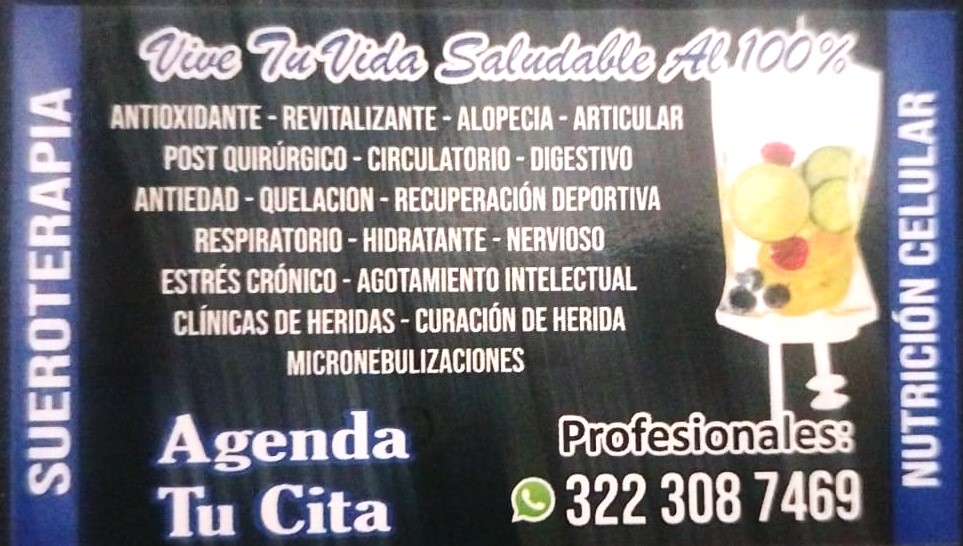 Vive Tu Vida Saludable Al 100%
SUEROTERAPIA
ANTIOXIDANTE - REVITALIZANTE - ALOPECIA - ARTICULAR
POST QUIRÚRGICO - CIRCULATORIO - DIGESTIVO
ANTIEDAD - QUELACION - RECUPERACIÓN DEPORTIVA
RESPIRATORIO - HIDRATANTE - NERVIOSO
ESTRÉS CRÓNICO - AGOTAMIENTO INTELECTUAL
CLÍNICAS DE HERIDAS - CURACIÓN DE HERIDA
MICRONEBULIZACIONES
NUTRICIÓN CELULAR
Agenda
Tu Cita
Profesionales:
322 308 7469